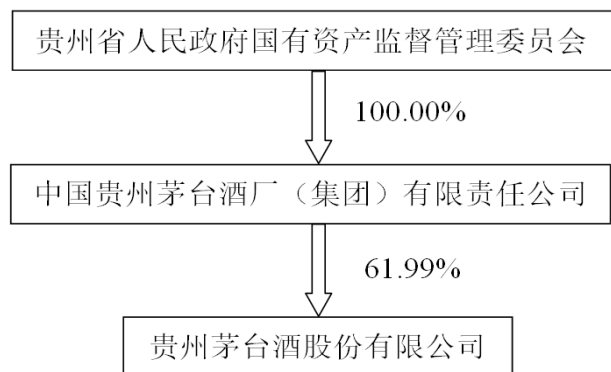 贵州省人民政府国有资产监督管理委员会
100.00%
中国贵州茅台酒厂（集团）有限责任公司
61.99%
贵州茅台酒股份有限公司